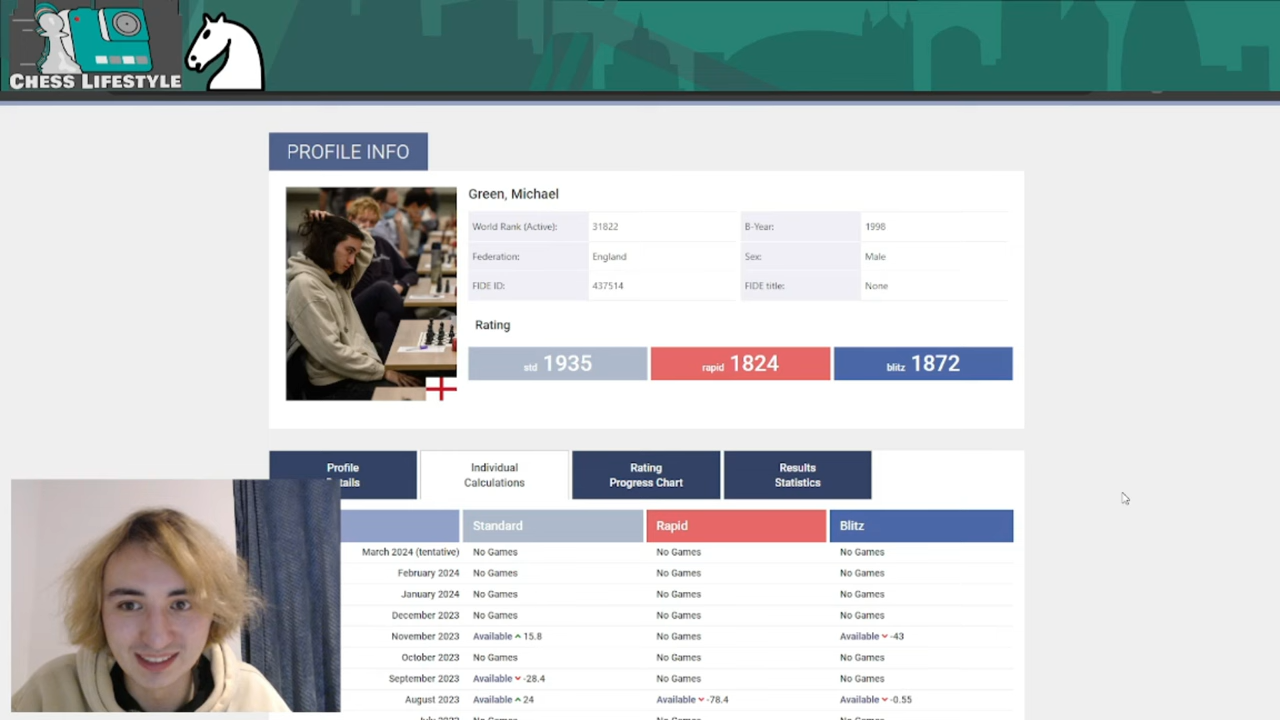 CHESS LIFESTYLE
PROFILE INFO
Green, Michael
World Rank (Active): 31822 B-Year: 1998
Federation: England Sex: Male
FIDE ID: 437514 FIDE title: None
Rating
std 1935 rapid 1824 blitz 1872
Profile Individual Rating Results
Calculations Progress Chart Statistics
Standard Rapid Blitz
March 2024 (tentative) No Games No Games No Games
February 2024 No Games No Games No Games
January 2024 No Games No Games No Games
December 2023 No Games No Games No Games
November 2023 Available 15.8 No Games Available -43
October 2023 No Games No Games No Games
September 2023 Available -28.4 No Games No Games
August 2023 Available 24 Available -78.4 Available -0.55